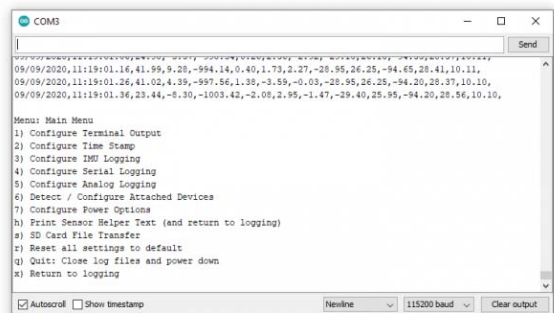 COM3
Send
09/09/2020,11:19:01.16,41.99,9.28,-994.14,0.40,1.73,2.27,-28.95,26.25,-94.65,28.41,10.11,
09/09/2020,11:19:01.26,41.02,4.39,-997.56,1.38,-3.59,-0.03,-28.95,26.25,-94.20,28.37,10.11,
09/09/2020,11:19:01.36,23.44,-8.30,-1003.42,-2.08,2.95,-1.47,-29.40,25.95,-94.20,28.56,10.10,
Menu: Main Menu
1) Configure Terminal Output
2) Configure Time Stamp
3) Configure IMU Logging
4) Configure Serial Logging
5) Configure Analog Logging
6) Detect / Configure Attached Devices
7) Configure Power Options
h) Print Sensor Helper Text (and return to logging)
s) SD Card File Transfer
r) Reset all settings to default
q) Quit: Close log files and power down
x) Return to logging
Autoscroll Show timestamp Newline 115200 baud Clear output